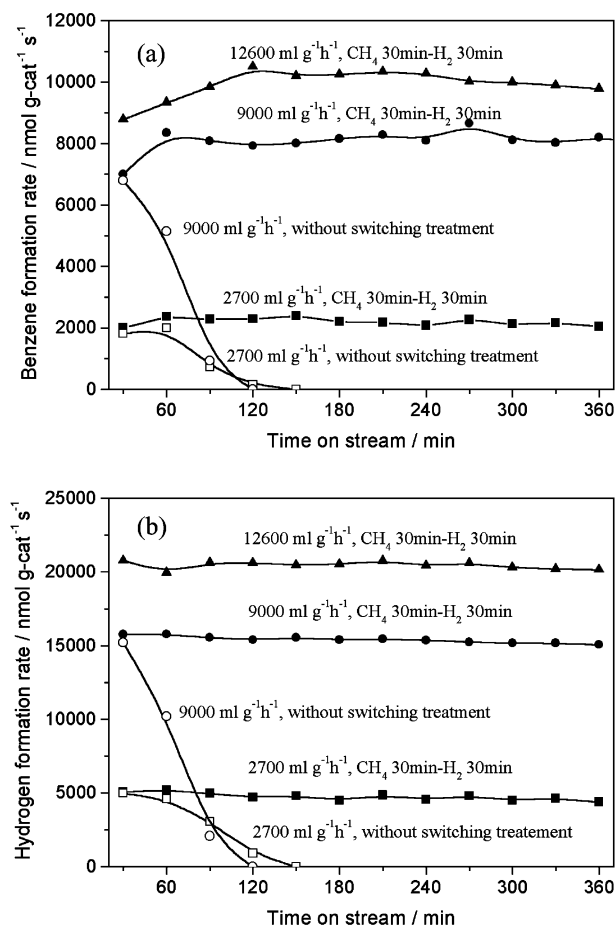 (a)
12600 ml g⁻¹h⁻¹, CH₄ 30min-H₂ 30min
9000 ml g⁻¹h⁻¹, CH₄ 30min-H₂ 30min
9000 ml g⁻¹h⁻¹, without switching treatment
2700 ml g⁻¹h⁻¹, CH₄ 30min-H₂ 30min
2700 ml g⁻¹h⁻¹, without switching treatment
Benzene formation rate / nmol g-cat⁻¹ s⁻¹
12000
10000
8000
6000
4000
2000
0
60 120 180 240 300 360
Time on stream / min
(b)
12600 ml g⁻¹h⁻¹, CH₄ 30min-H₂ 30min
9000 ml g⁻¹h⁻¹, CH₄ 30min-H₂ 30min
9000 ml g⁻¹h⁻¹, without switching treatment
2700 ml g⁻¹h⁻¹, CH₄ 30min-H₂ 30min
2700 ml g⁻¹h⁻¹, without switching treatement
Hydrogen formation rate / nmol g-cat⁻¹ s⁻¹
25000
20000
15000
10000
5000
0
60 120 180 240 300 360
Time on stream / min